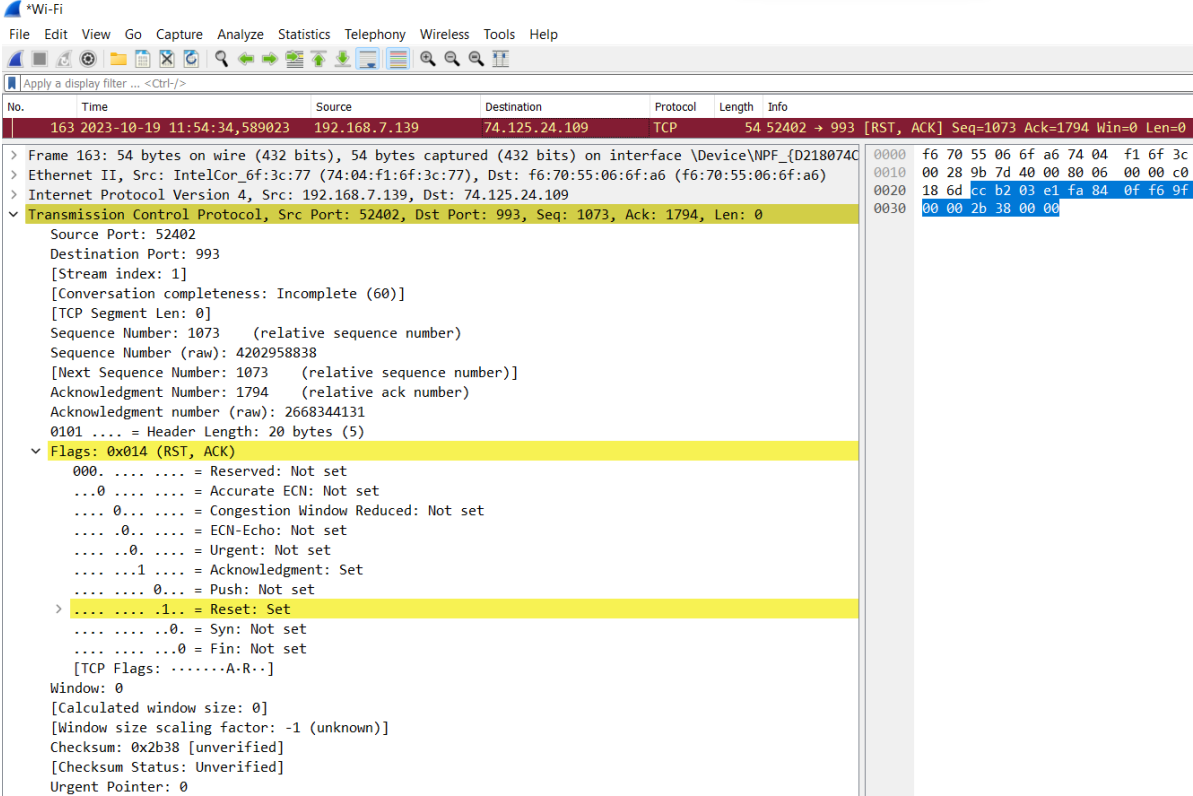 *Wi-Fi
File Edit View Go Capture Analyze Statistics Telephony Wireless Tools Help
Apply a display filter ... <Ctrl-/>
No. Time Source Destination Protocol Length Info
163 2023-10-19 11:54:34,589023 192.168.7.139 74.125.24.109 TCP 54 52402 → 993 [RST, ACK] Seq=1073 Ack=1794 Win=0 Len=0
Frame 163: 54 bytes on wire (432 bits), 54 bytes captured (432 bits) on interface \Device\NPF_{D218074C
Ethernet II, Src: IntelCor_6f:3c:77 (74:04:f1:6f:3c:77), Dst: f6:70:55:06:6f:a6 (f6:70:55:06:6f:a6)
Internet Protocol Version 4, Src: 192.168.7.139, Dst: 74.125.24.109
Transmission Control Protocol, Src Port: 52402, Dst Port: 993, Seq: 1073, Ack: 1794, Len: 0
Source Port: 52402
Destination Port: 993
[Stream index: 1]
[Conversation completeness: Incomplete (60)]
[TCP Segment Len: 0]
Sequence Number: 1073 (relative sequence number)
Sequence Number (raw): 4202958838
[Next Sequence Number: 1073 (relative sequence number)]
Acknowledgment Number: 1794 (relative ack number)
Acknowledgment number (raw): 2668344131
0101 .... = Header Length: 20 bytes (5)
Flags: 0x014 (RST, ACK)
000. .... .... = Reserved: Not set
...0 .... .... = Accurate ECN: Not set
.... 0... .... = Congestion Window Reduced: Not set
.... .0.. .... = ECN-Echo: Not set
.... ..0. .... = Urgent: Not set
.... ...1 .... = Acknowledgment: Set
.... .... 0... = Push: Not set
.... .... .1.. = Reset: Set
.... .... ..0. = Syn: Not set
.... .... ...0 = Fin: Not set
[TCP Flags: ·······A·R··]
Window: 0
[Calculated window size: 0]
[Window size scaling factor: -1 (unknown)]
Checksum: 0x2b38 [unverified]
[Checksum Status: Unverified]
Urgent Pointer: 0
0000 f6 70 55 06 6f a6 74 04 f1 6f 3c
0010 00 28 9b 7d 40 00 80 06 00 00 c0
0020 18 6d cc b2 03 e1 fa 84 0f f6 9f
0030 00 00 2b 38 00 00